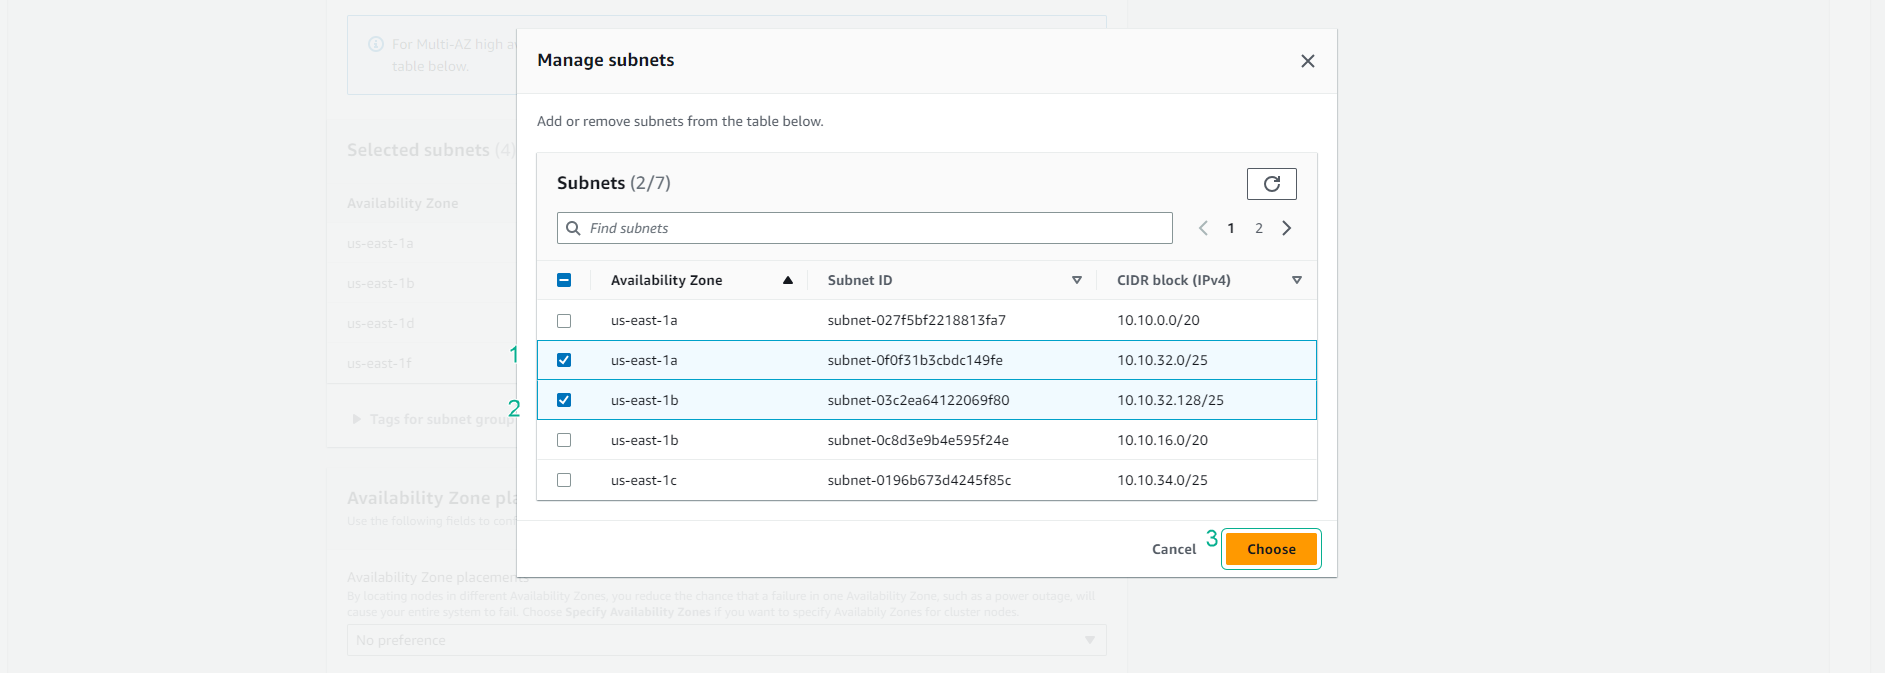 For Multi-AZ high a
table below.
Manage subnets
Add or remove subnets from the table below.
Selected subnets (4)
Availability Zone
us-east-1a
us-east-1b
us-east-1d
us-east-1f
Tags for subnet group
Subnets (2/7)
Find subnets
1 2
Availability Zone Subnet ID CIDR block (IPv4)
us-east-1a subnet-027f5bf2218813fa7 10.10.0.0/20
1 us-east-1a subnet-0f0f31b3cbdc149fe 10.10.32.0/25
2 us-east-1b subnet-03c2ea64122069f80 10.10.32.128/25
us-east-1b subnet-0c8d3e9b4e595f24e 10.10.16.0/20
us-east-1c subnet-0196b673d4245f85c 10.10.34.0/25
Cancel 3 Choose
Availability Zone pla
Use the following fields to conf
Availability Zone placements
By locating nodes in different Availability Zones, you reduce the chance that a failure in one Availability Zone, such as a power outage, will
cause your entire system to fail. Choose Specify Availability Zones if you want to specify Availabily Zones for cluster nodes.
No preference